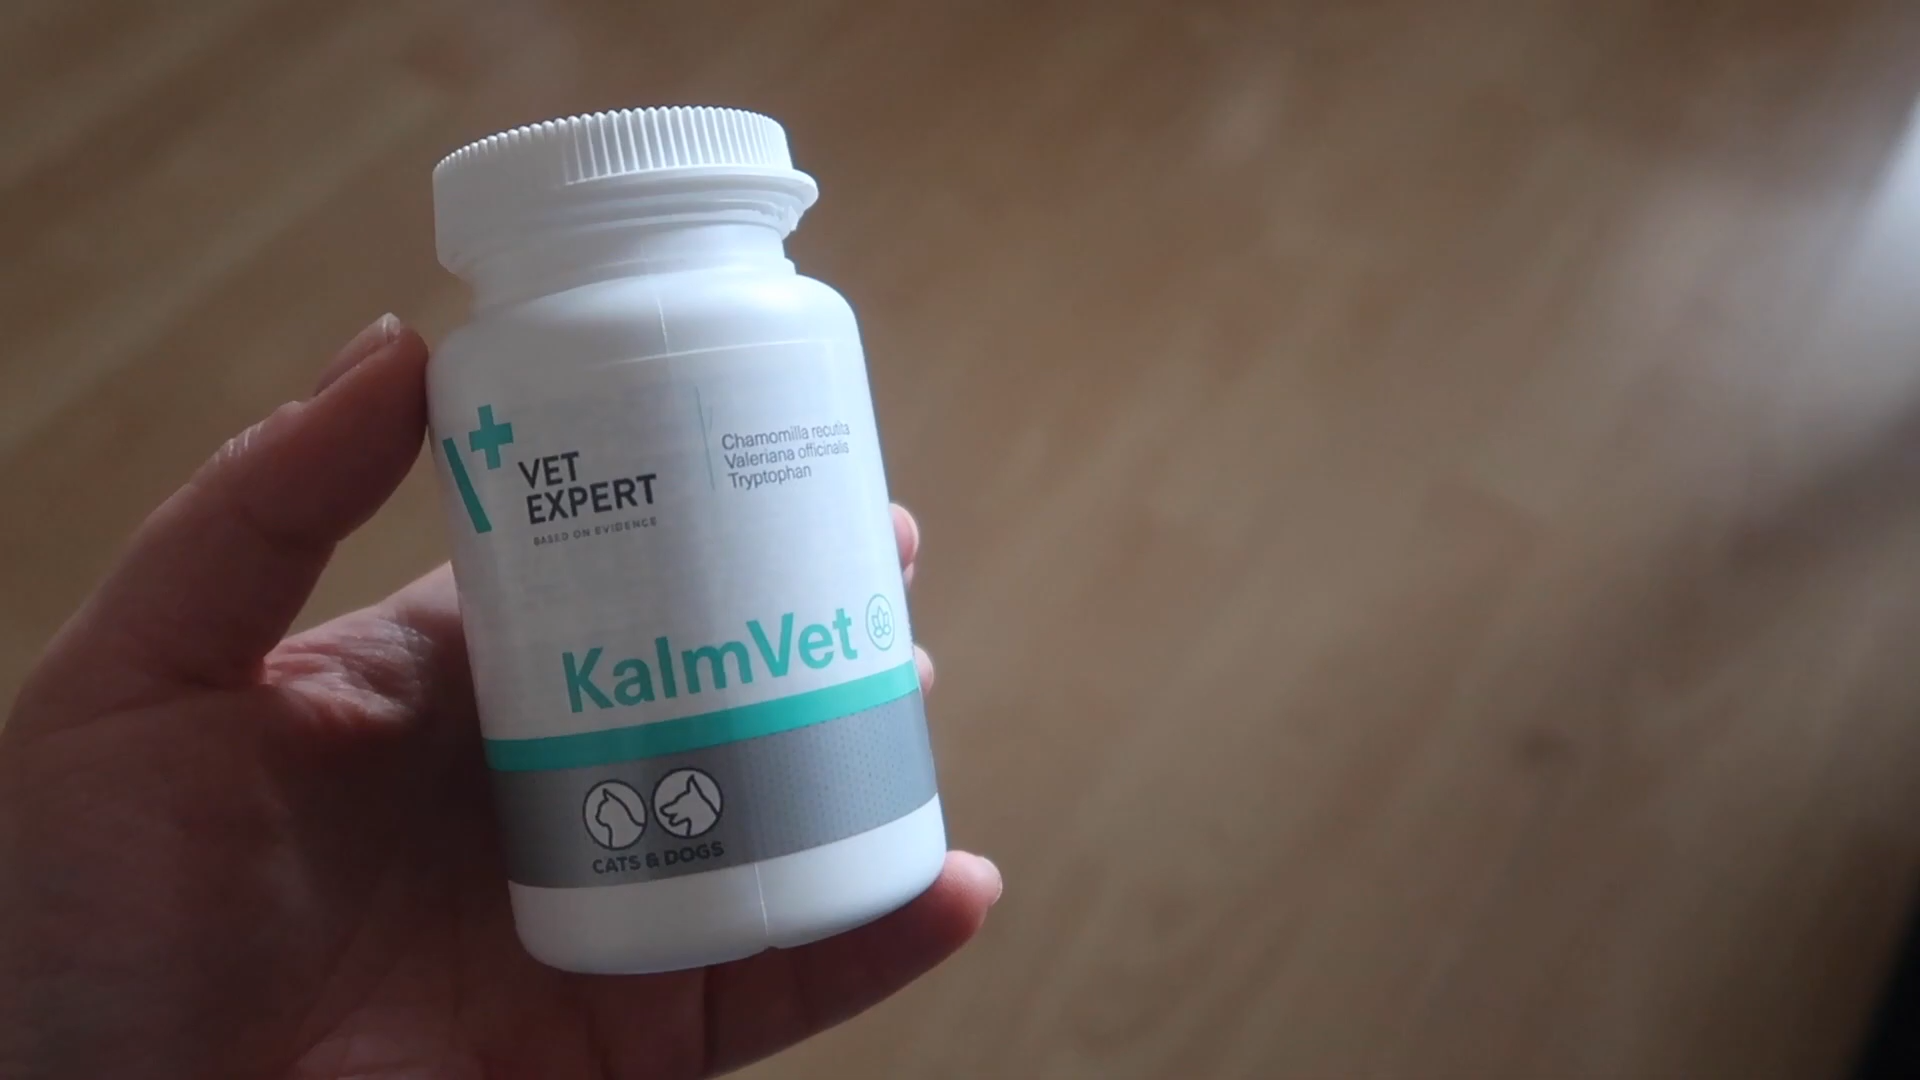 VET
EXPERT
BASED ON EVIDENCE
Chamomilla recutita
Valeriana officinalis
Tryptophan
KalmVet
CATS & DOGS